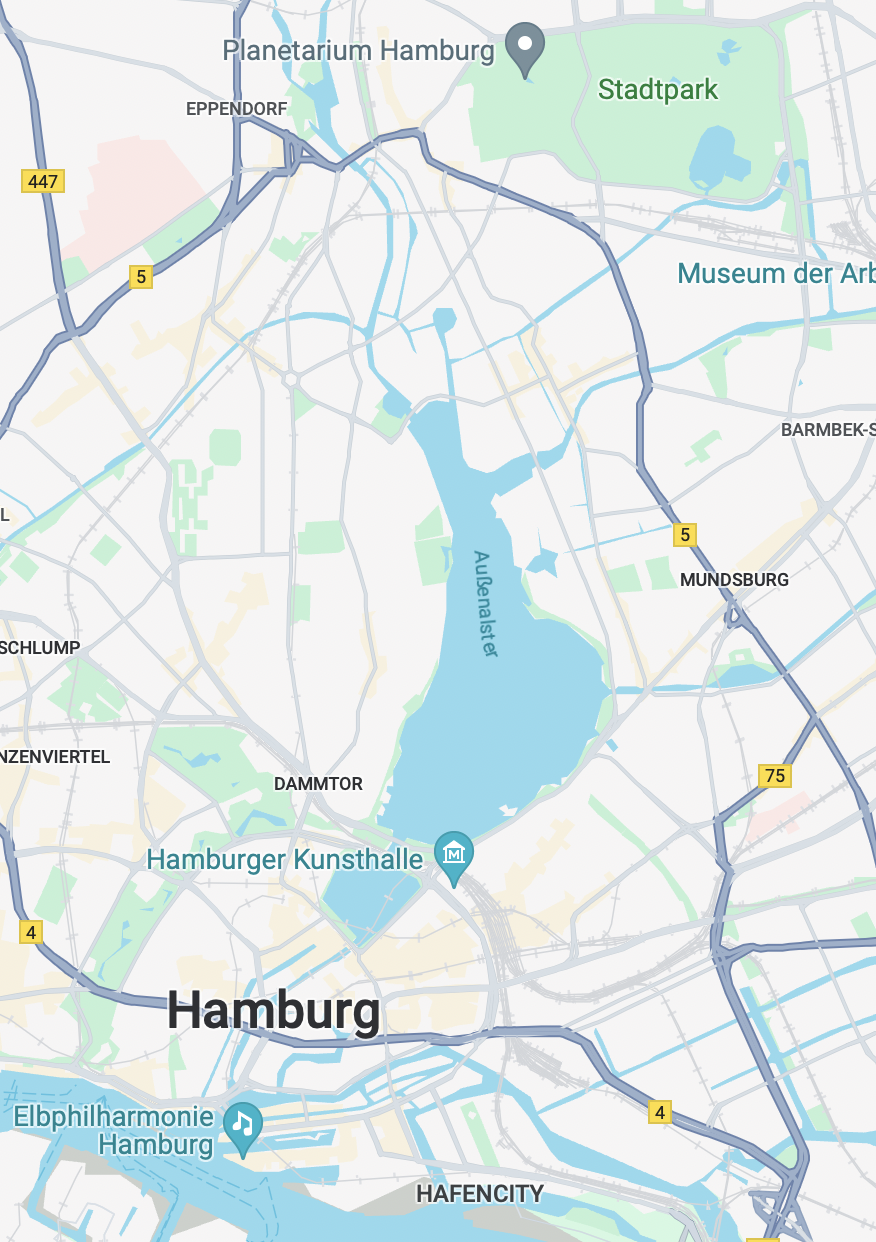 Planetarium Hamburg
Stadtpark
EPPENDORF
447
5
Museum der Arb
BARMBEK-S
L
5
MUNDSBURG
Außenalster
SCHLUMP
NZENVIERTEL
75
DAMMTOR
Hamburger Kunsthalle
M
4
Hamburg
4
Elbphilharmonie
Hamburg
HAFENCITY